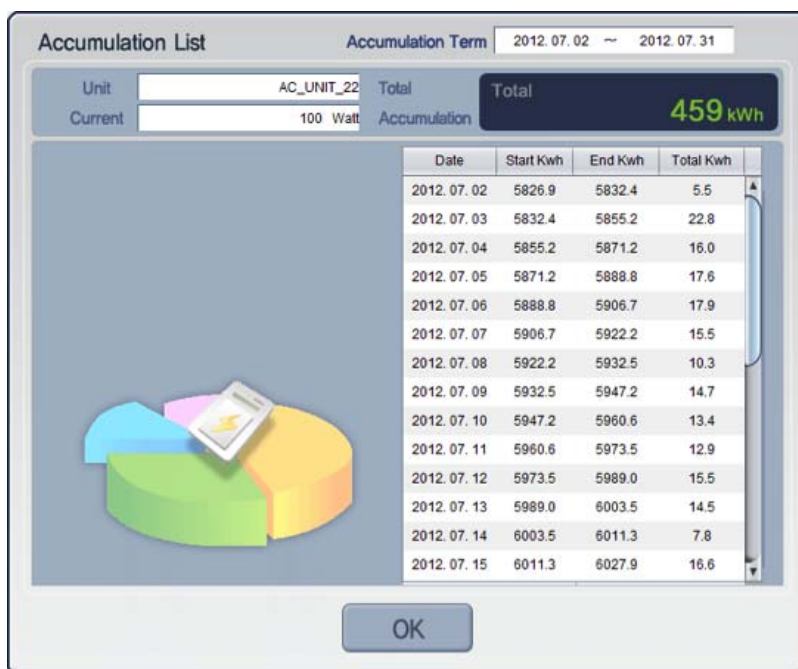 Accumulation List Accumulation Term 2012. 07. 02 ~ 2012. 07. 31
Unit AC_UNIT_22 Total Total
Current 100 Watt Accumulation 459 kWh
Date Start Kwh End Kwh Total Kwh
2012. 07. 02 5826.9 5832.4 5.5
2012. 07. 03 5832.4 5855.2 22.8
2012. 07. 04 5855.2 5871.2 16.0
2012. 07. 05 5871.2 5888.8 17.6
2012. 07. 06 5888.8 5906.7 17.9
2012. 07. 07 5906.7 5922.2 15.5
2012. 07. 08 5922.2 5932.5 10.3
2012. 07. 09 5932.5 5947.2 14.7
2012. 07. 10 5947.2 5960.6 13.4
2012. 07. 11 5960.6 5973.5 12.9
2012. 07. 12 5973.5 5989.0 15.5
2012. 07. 13 5989.0 6003.5 14.5
2012. 07. 14 6003.5 6011.3 7.8
2012. 07. 15 6011.3 6027.9 16.6
OK